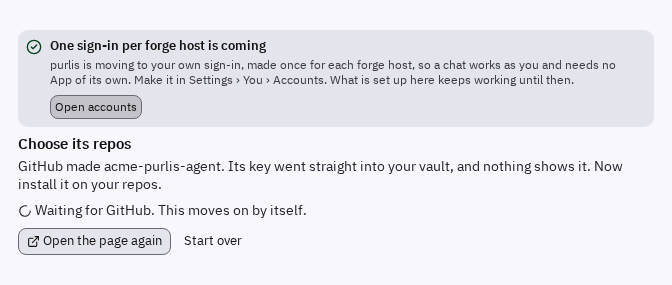 One sign-in per forge host is coming
purlis is moving to your own sign-in, made once for each forge host, so a chat works as you and needs no
App of its own. Make it in Settings › You › Accounts. What is set up here keeps working until then.
Open accounts
Choose its repos
GitHub made acme-purlis-agent. Its key went straight into your vault, and nothing shows it. Now
install it on your repos.
Waiting for GitHub. This moves on by itself.
Open the page again Start over